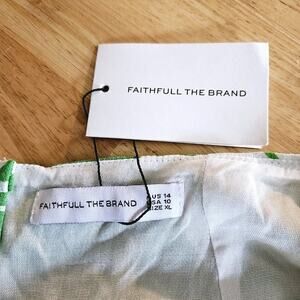 FAITHFULL THE BRAND
FAITHFULL THE BRAND
AUS 14
USA 10
SIZE XL